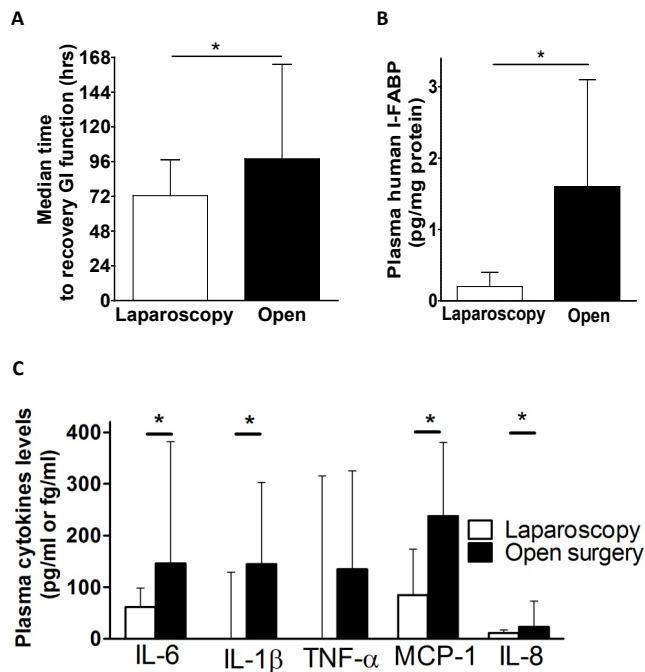 A
B
Median time
to recovery GI function (hrs)
168
144
120
96
72
48
24
0
*
Laparoscopy Open
Plasma human I-FABP
(pg/mg protein)
3
2
1
0
*
Laparoscopy Open
C
Plasma cytokines levels
(pg/ml or fg/ml)
400
300
200
100
0
* * * *
Laparoscopy
Open surgery
IL-6 IL-1β TNF-α MCP-1 IL-8